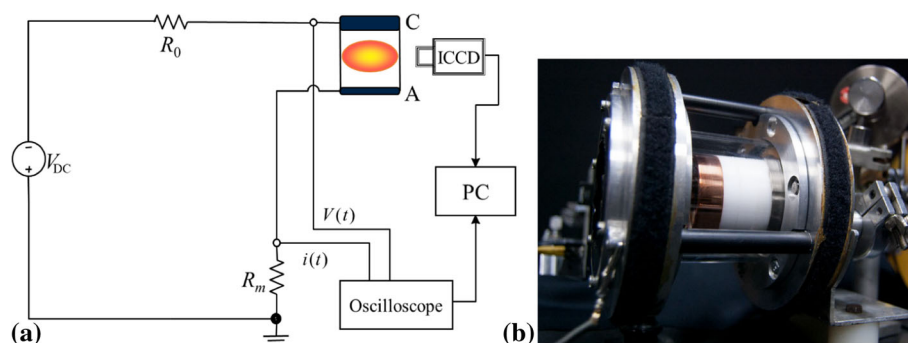 C
R0
ICCD
A
−
VDC
+
PC
V(t)
i(t)
Rm
Oscilloscope
(a)
(b)